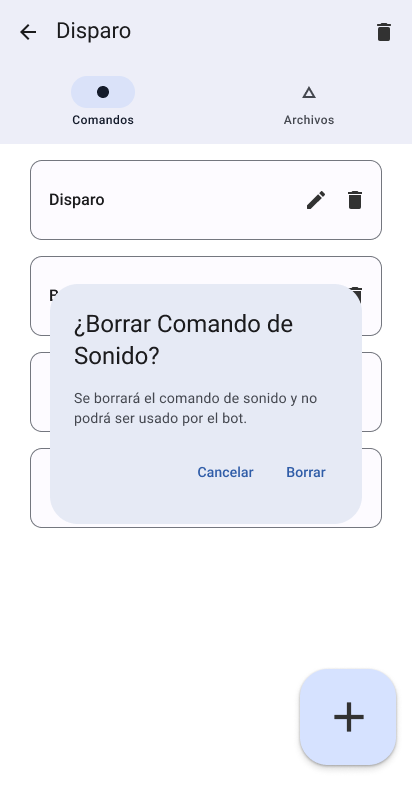 Disparo
Comandos
Archivos
Disparo
¿Borrar Comando de
Sonido?
Se borrará el comando de sonido y no
podrá ser usado por el bot.
Cancelar
Borrar